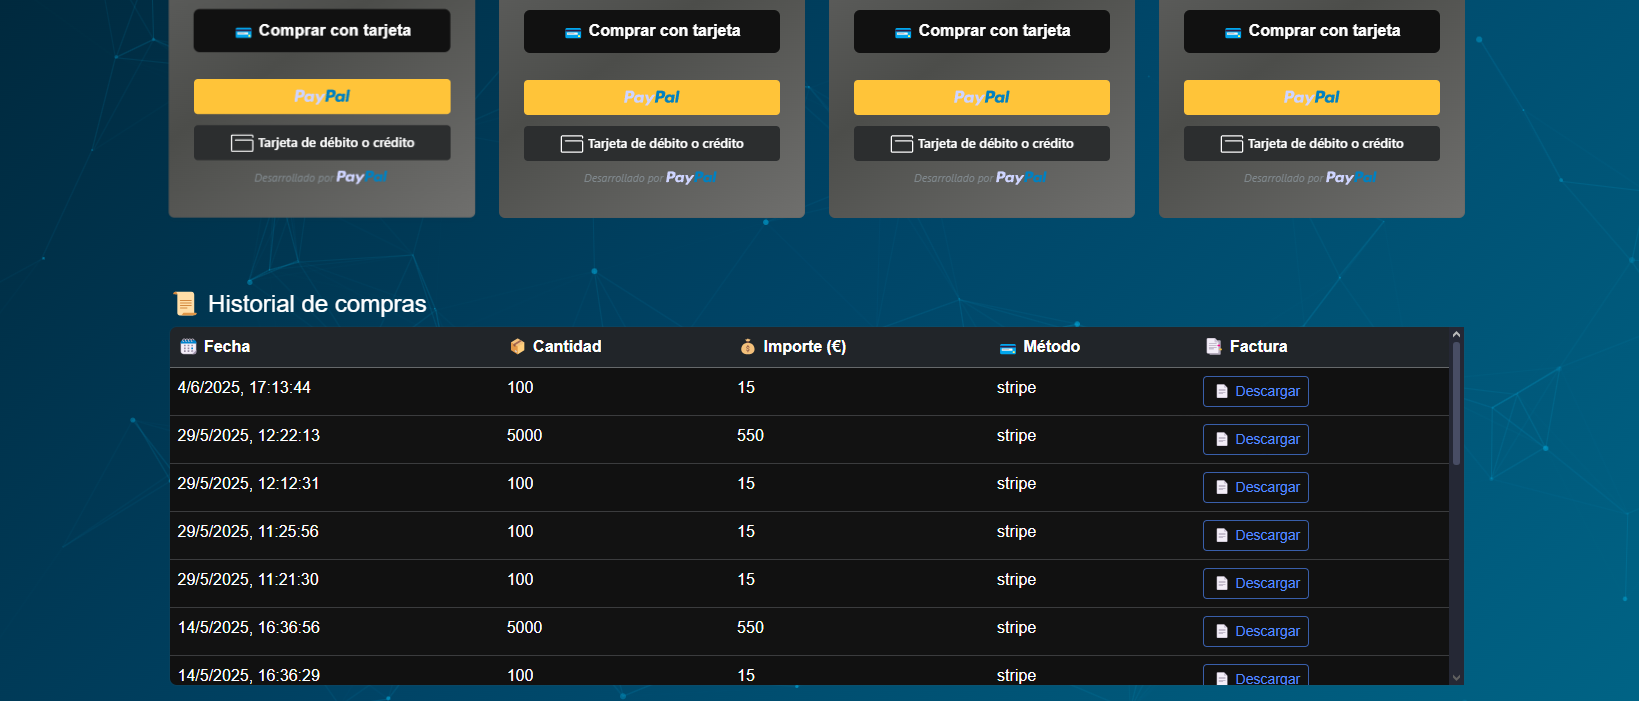 Comprar con tarjeta Comprar con tarjeta Comprar con tarjeta Comprar con tarjeta
PayPal PayPal PayPal PayPal
Tarjeta de débito o crédito Tarjeta de débito o crédito Tarjeta de débito o crédito Tarjeta de débito o crédito
Desarrollado por PayPal Desarrollado por PayPal Desarrollado por PayPal Desarrollado por PayPal
Historial de compras
Fecha Cantidad Importe (€) Método Factura
4/6/2025, 17:13:44 100 15 stripe Descargar
29/5/2025, 12:22:13 5000 550 stripe Descargar
29/5/2025, 12:12:31 100 15 stripe Descargar
29/5/2025, 11:25:56 100 15 stripe Descargar
29/5/2025, 11:21:30 100 15 stripe Descargar
14/5/2025, 16:36:56 5000 550 stripe Descargar
14/5/2025, 16:36:29 100 15 stripe Descargar